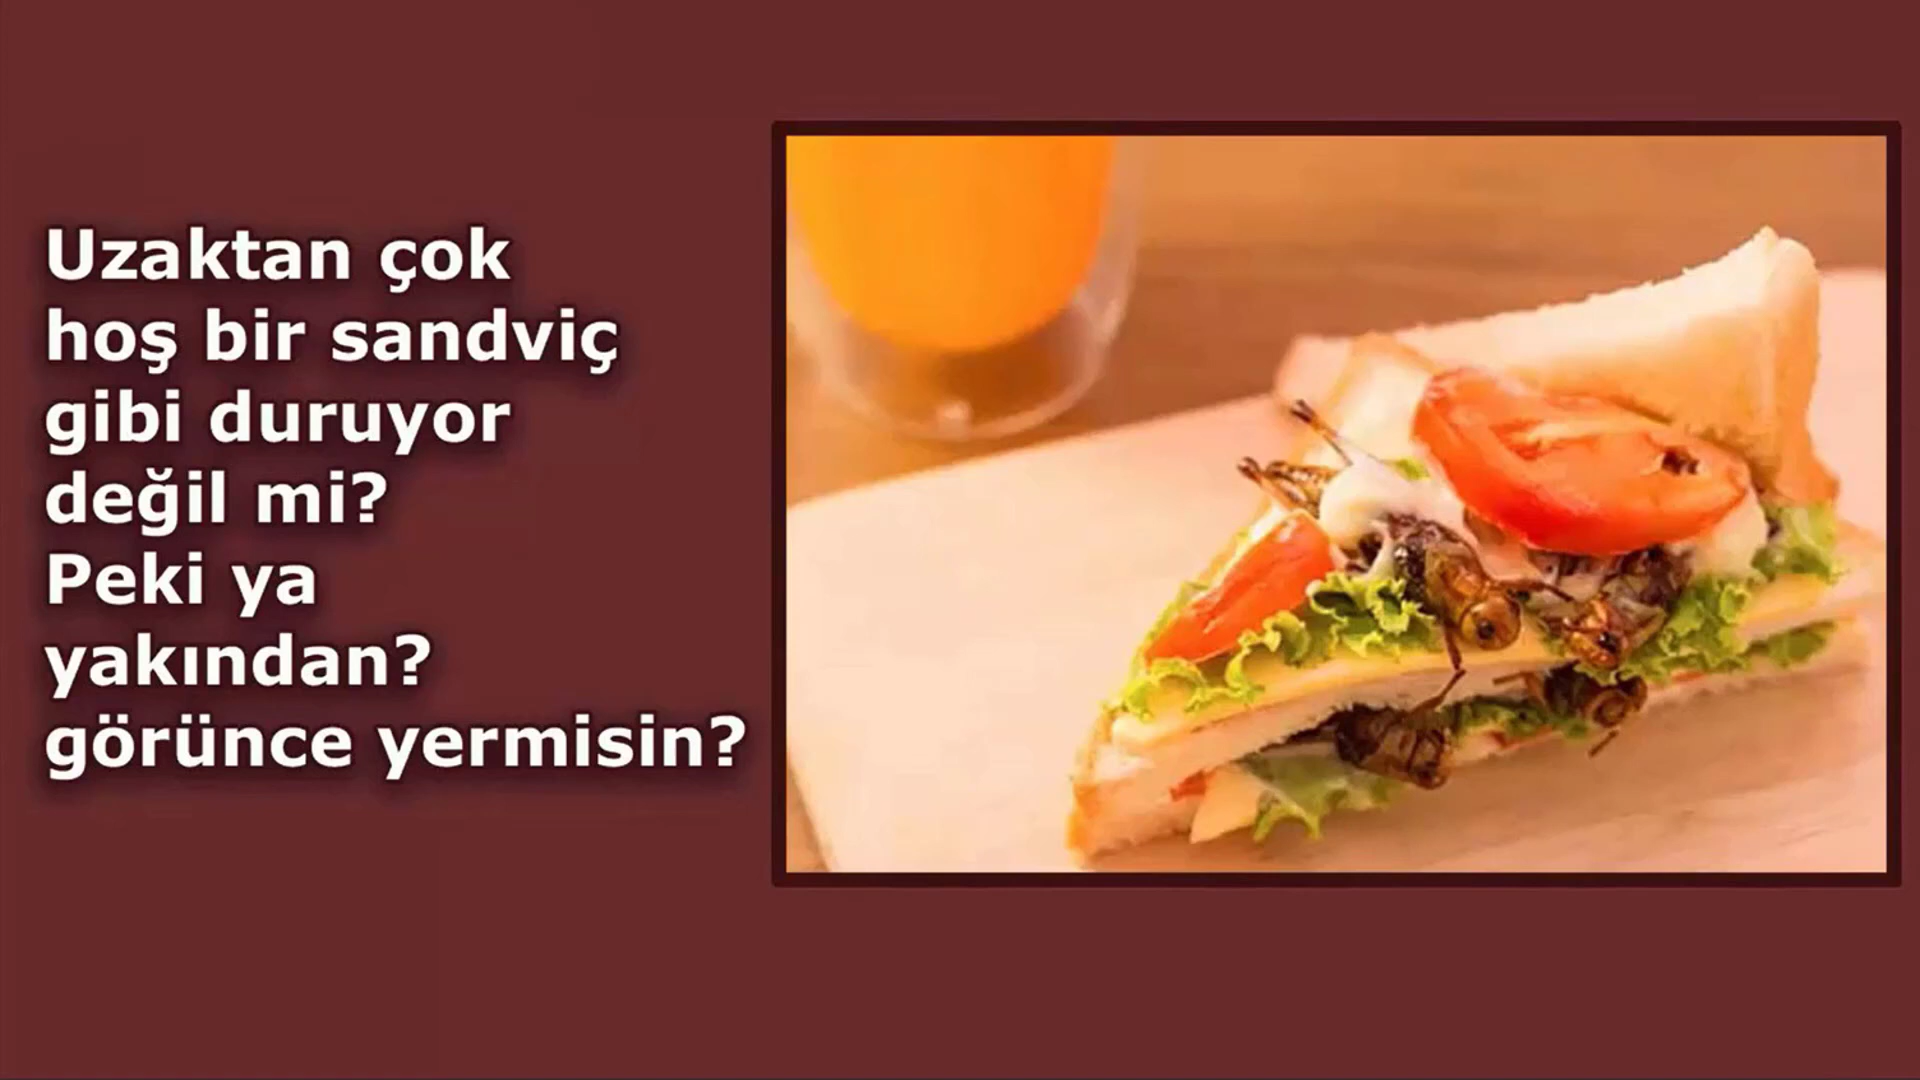 Uzaktan çok
hoş bir sandviç
gibi duruyor
değil mi?
Peki ya
yakından?
görünce yermisin?